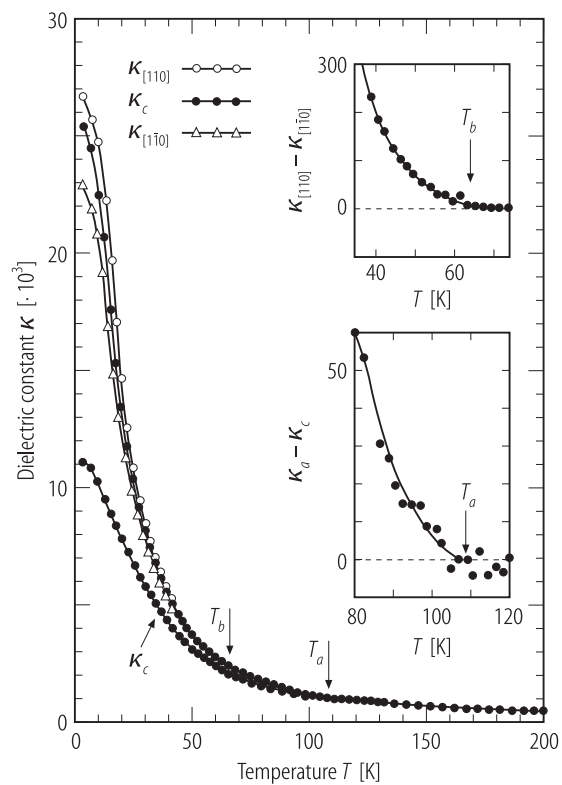 30
20
10
0
Dielectric constant κ [· 10³]
κ[110]
κc
κ[11̄0]
κc
Tb
Ta
0
50
100
150
200
Temperature T [K]
300
0
κ[110] – κ[11̄0]
Tb
40
60
T [K]
50
0
κa – κc
Ta
80
100
120
T [K]